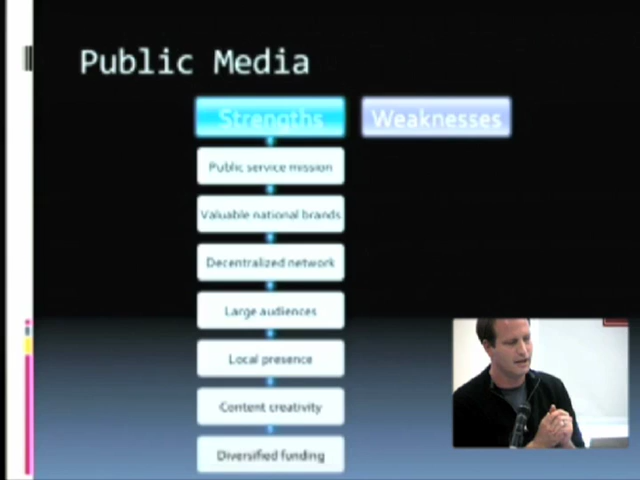 Public Media
Strengths
Weaknesses
Public service mission
Valuable national brands
Decentralized network
Large audiences
Local presence
Content creativity
Diversified funding